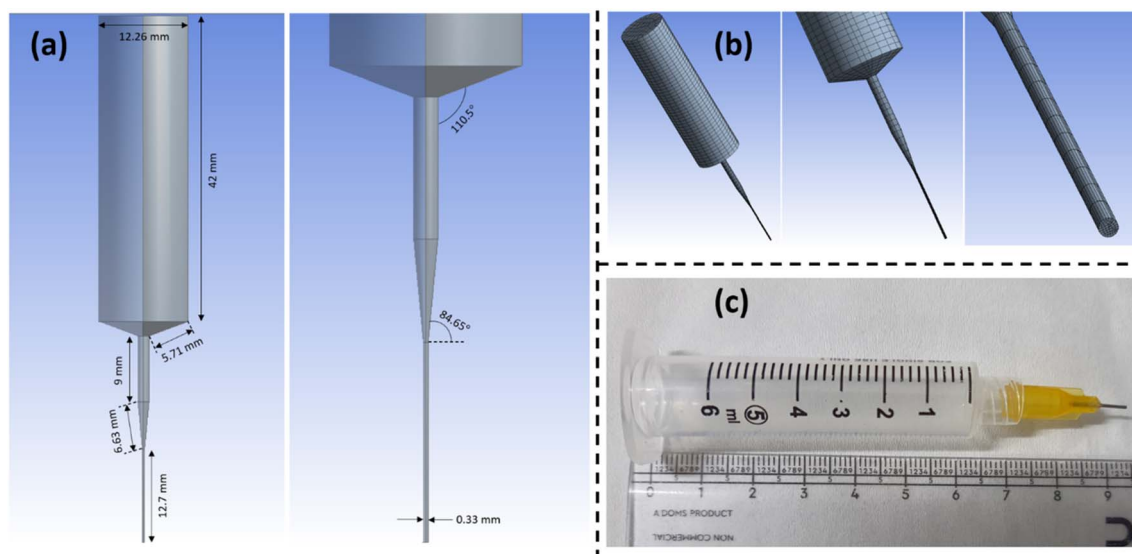 (a)
12.26 mm
42 mm
5.71 mm
9 mm
6.63 mm
12.7 mm
110.5°
84.65°
0.33 mm
(b)
(c)
6 5 4 3 2 1
ml
0 1 2 3 4 5 6 7 8 9
A DOMS PRODUCT
NON COMMERCIAL